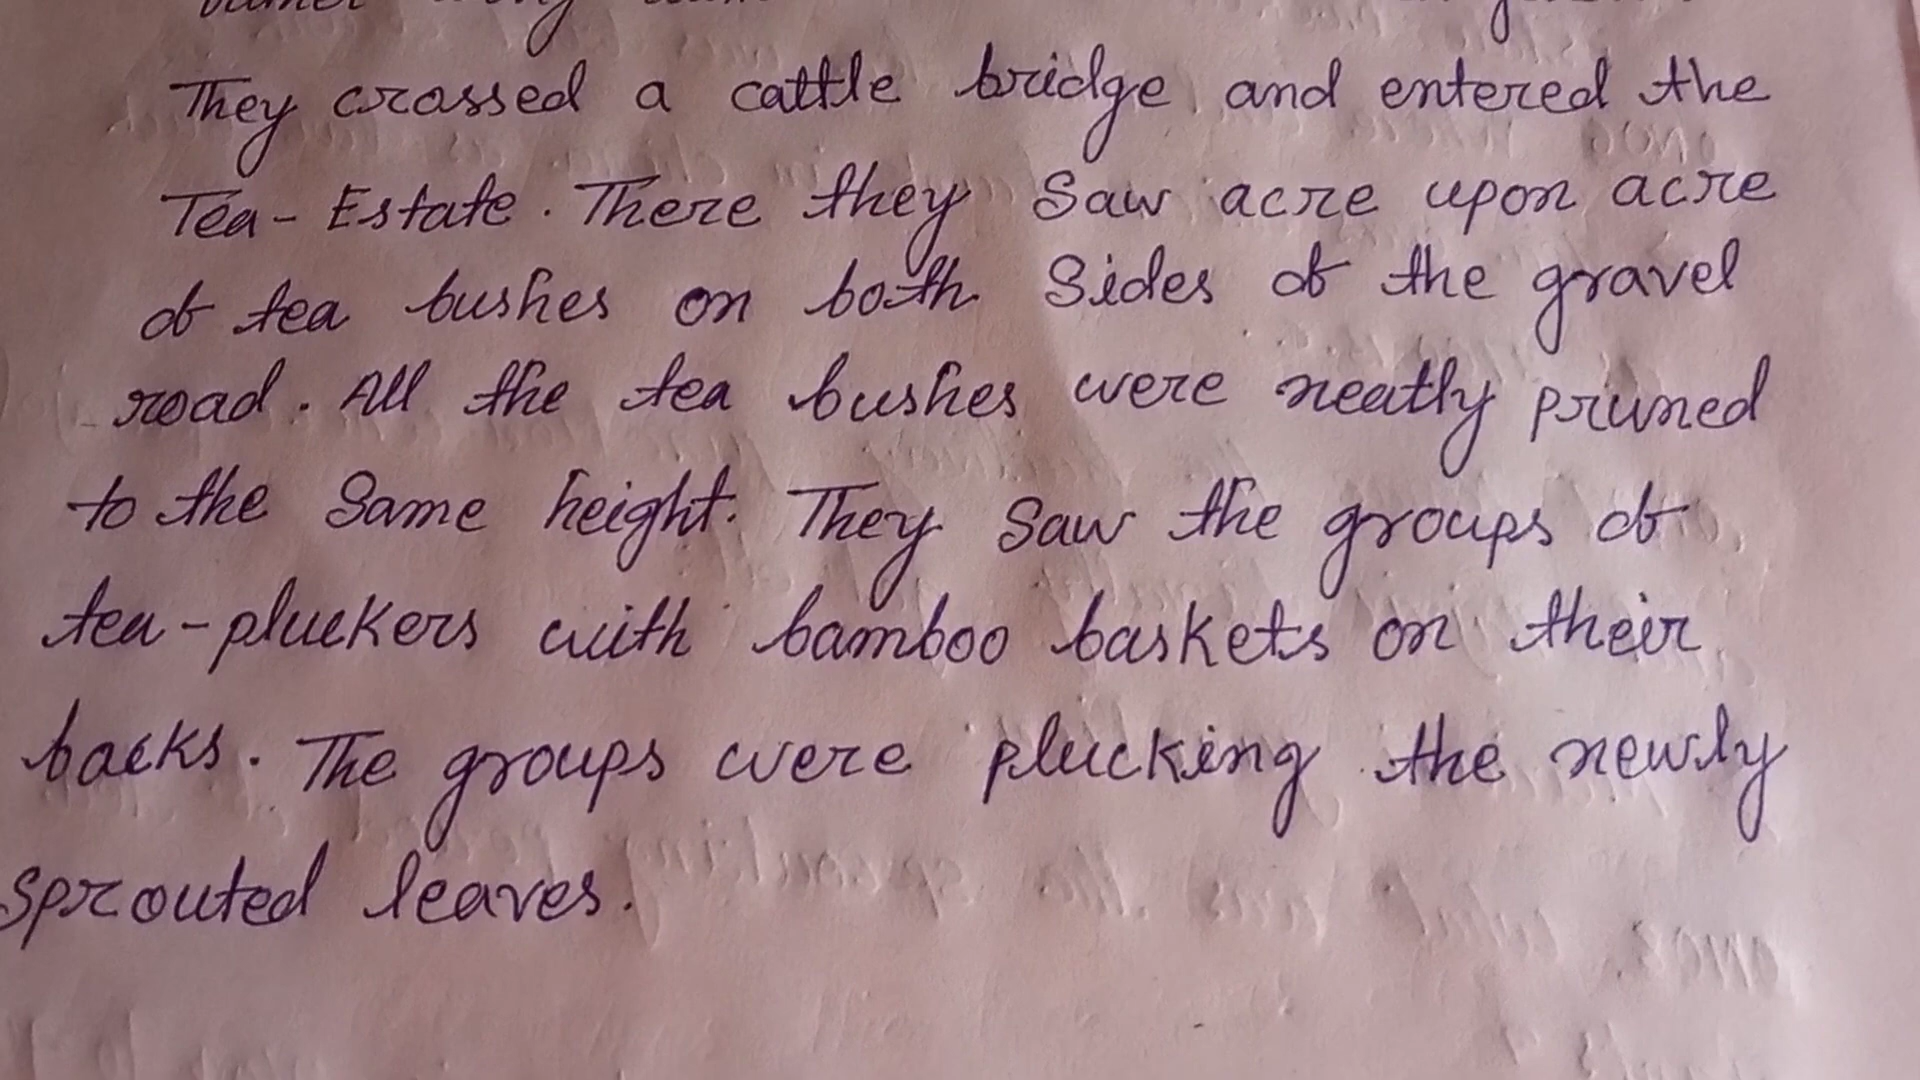 They crossed a cattle bridge and entered the
Tea-Estate. There they Saw acre upon acre
of tea bushes on both Sides of the gravel
road. All the tea bushes were neatly pruned
to the Same height. They Saw the groups of
tea-pluckers with bamboo baskets on their
backs. The groups were plucking the newly
Sprouted leaves.